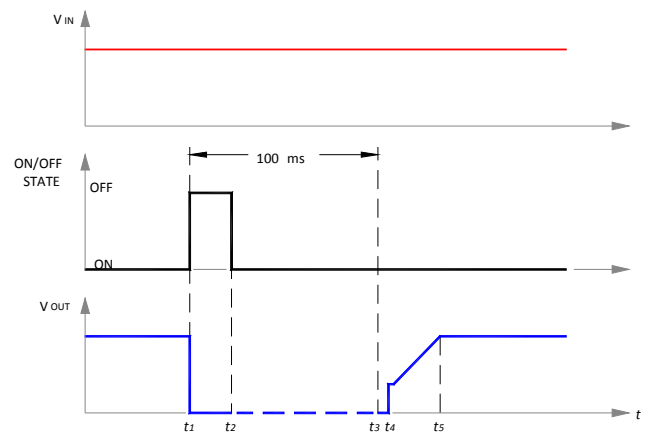 V IN
100 ms
ON/OFF
STATE
OFF
ON
V OUT
t1 t2 t3 t4 t5 t